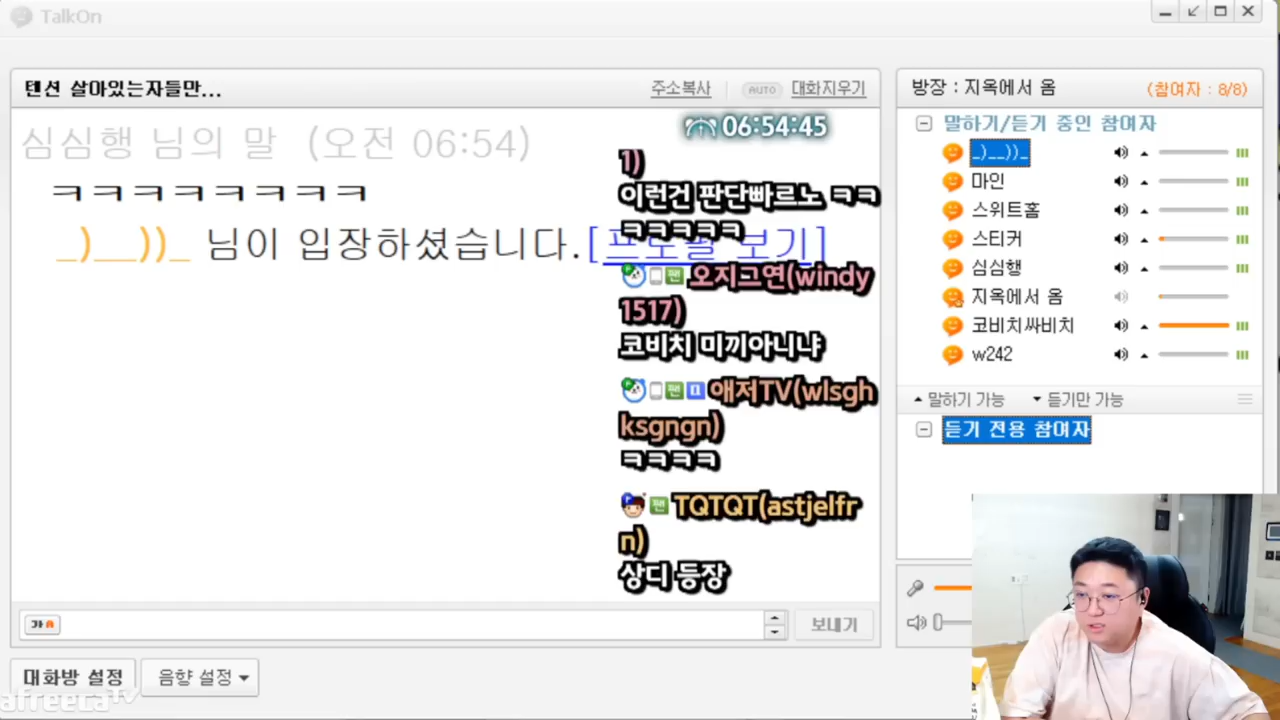 TalkOn
텐션 살아있는자들만...
주소복사
AUTO
대화지우기
심심행 님의 말 (오전 06:54)
ㅋㅋㅋㅋㅋㅋㅋㅋ
_)__))_ 님이 입장하셨습니다.[프로필 보기]
06:54:45
1)
이런건 판단빠르노 ㅋㅋ
ㅋㅋㅋㅋㅋ
팬 오지그연(windy
1517)
코비치 미끼아니냐
팬 애저TV(wlsgh
ksgngn)
ㅋㅋㅋㅋ
팬 TQTQT(astjelfr
n)
상디 등장
가
보내기
대화방 설정
음향 설정
afreecaTV
방장 : 지옥에서 옴
(참여자 : 8/8)
말하기/듣기 중인 참여자
_)__))_
마인
스위트홈
스티커
심심행
지옥에서 옴
코비치싸비치
w242
말하기 가능
듣기만 가능
듣기 전용 참여자